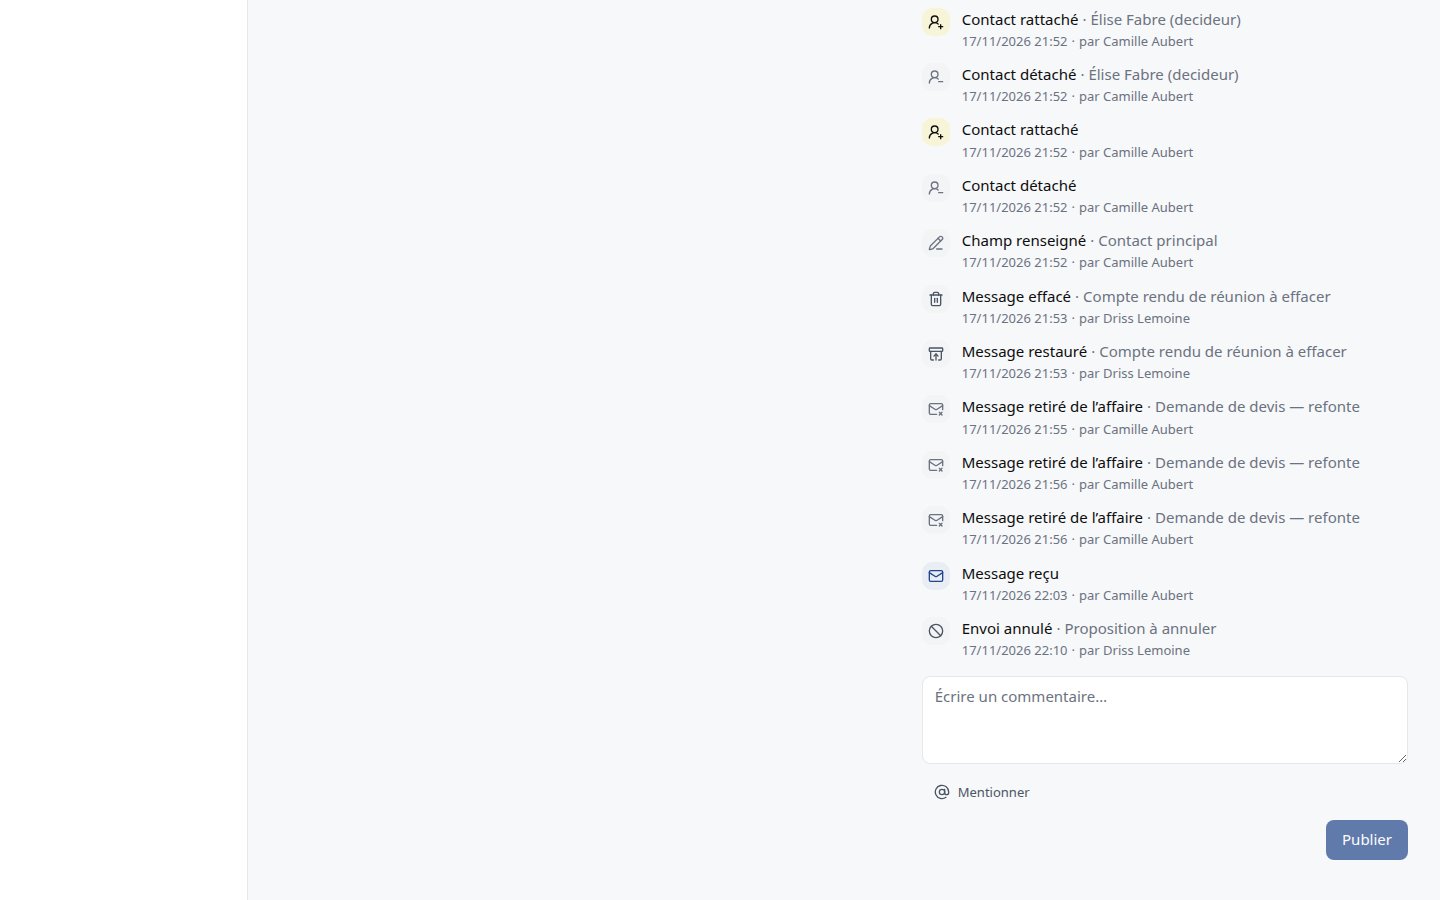 Contact rattaché · Élise Fabre (decideur)
17/11/2026 21:52 · par Camille Aubert
Contact détaché · Élise Fabre (decideur)
17/11/2026 21:52 · par Camille Aubert
Contact rattaché
17/11/2026 21:52 · par Camille Aubert
Contact détaché
17/11/2026 21:52 · par Camille Aubert
Champ renseigné · Contact principal
17/11/2026 21:52 · par Camille Aubert
Message effacé · Compte rendu de réunion à effacer
17/11/2026 21:53 · par Driss Lemoine
Message restauré · Compte rendu de réunion à effacer
17/11/2026 21:53 · par Driss Lemoine
Message retiré de l’affaire · Demande de devis — refonte
17/11/2026 21:55 · par Camille Aubert
Message retiré de l’affaire · Demande de devis — refonte
17/11/2026 21:56 · par Camille Aubert
Message retiré de l’affaire · Demande de devis — refonte
17/11/2026 21:56 · par Camille Aubert
Message reçu
17/11/2026 22:03 · par Camille Aubert
Envoi annulé · Proposition à annuler
17/11/2026 22:10 · par Driss Lemoine
Écrire un commentaire…
Mentionner
Publier